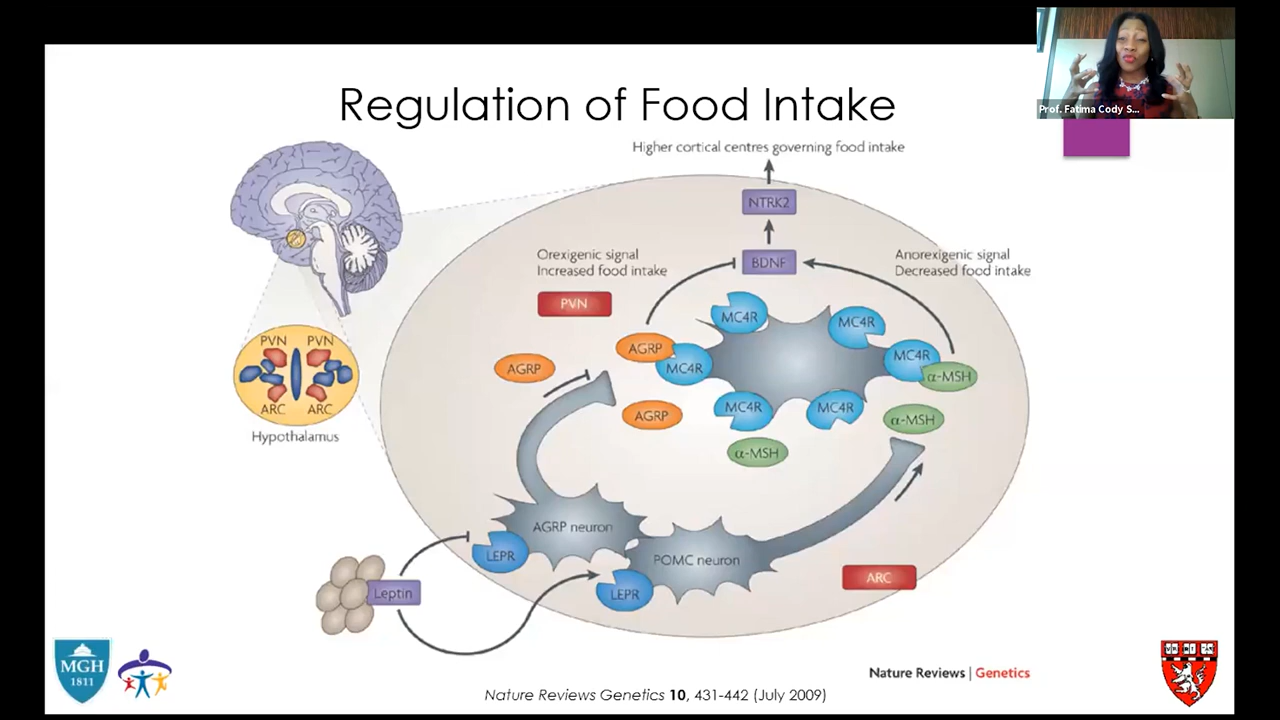 Regulation of Food Intake
Prof. Fatima Cody S...
Higher cortical centres governing food intake
NTRK2
BDNF
Orexigenic signal
Increased food intake
Anorexigenic signal
Decreased food intake
PVN
MC4R
MC4R
AGRP
MC4R
MC4R
α-MSH
AGRP
AGRP
MC4R
MC4R
α-MSH
α-MSH
PVN PVN
ARC ARC
Hypothalamus
AGRP neuron
LEPR
POMC neuron
LEPR
Leptin
ARC
MGH
1811
Nature Reviews | Genetics
Nature Reviews Genetics 10, 431-442 (July 2009)